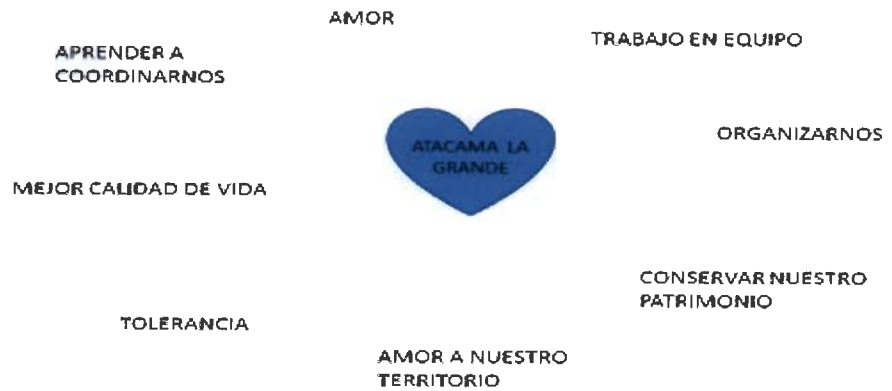 AMOR
TRABAJO EN EQUIPO
APRENDER A
COORDINARNOS
ORGANIZARNOS
ATACAMA LA
GRANDE
MEJOR CALIDAD DE VIDA
CONSERVAR NUESTRO
PATRIMONIO
TOLERANCIA
AMOR A NUESTRO
TERRITORIO